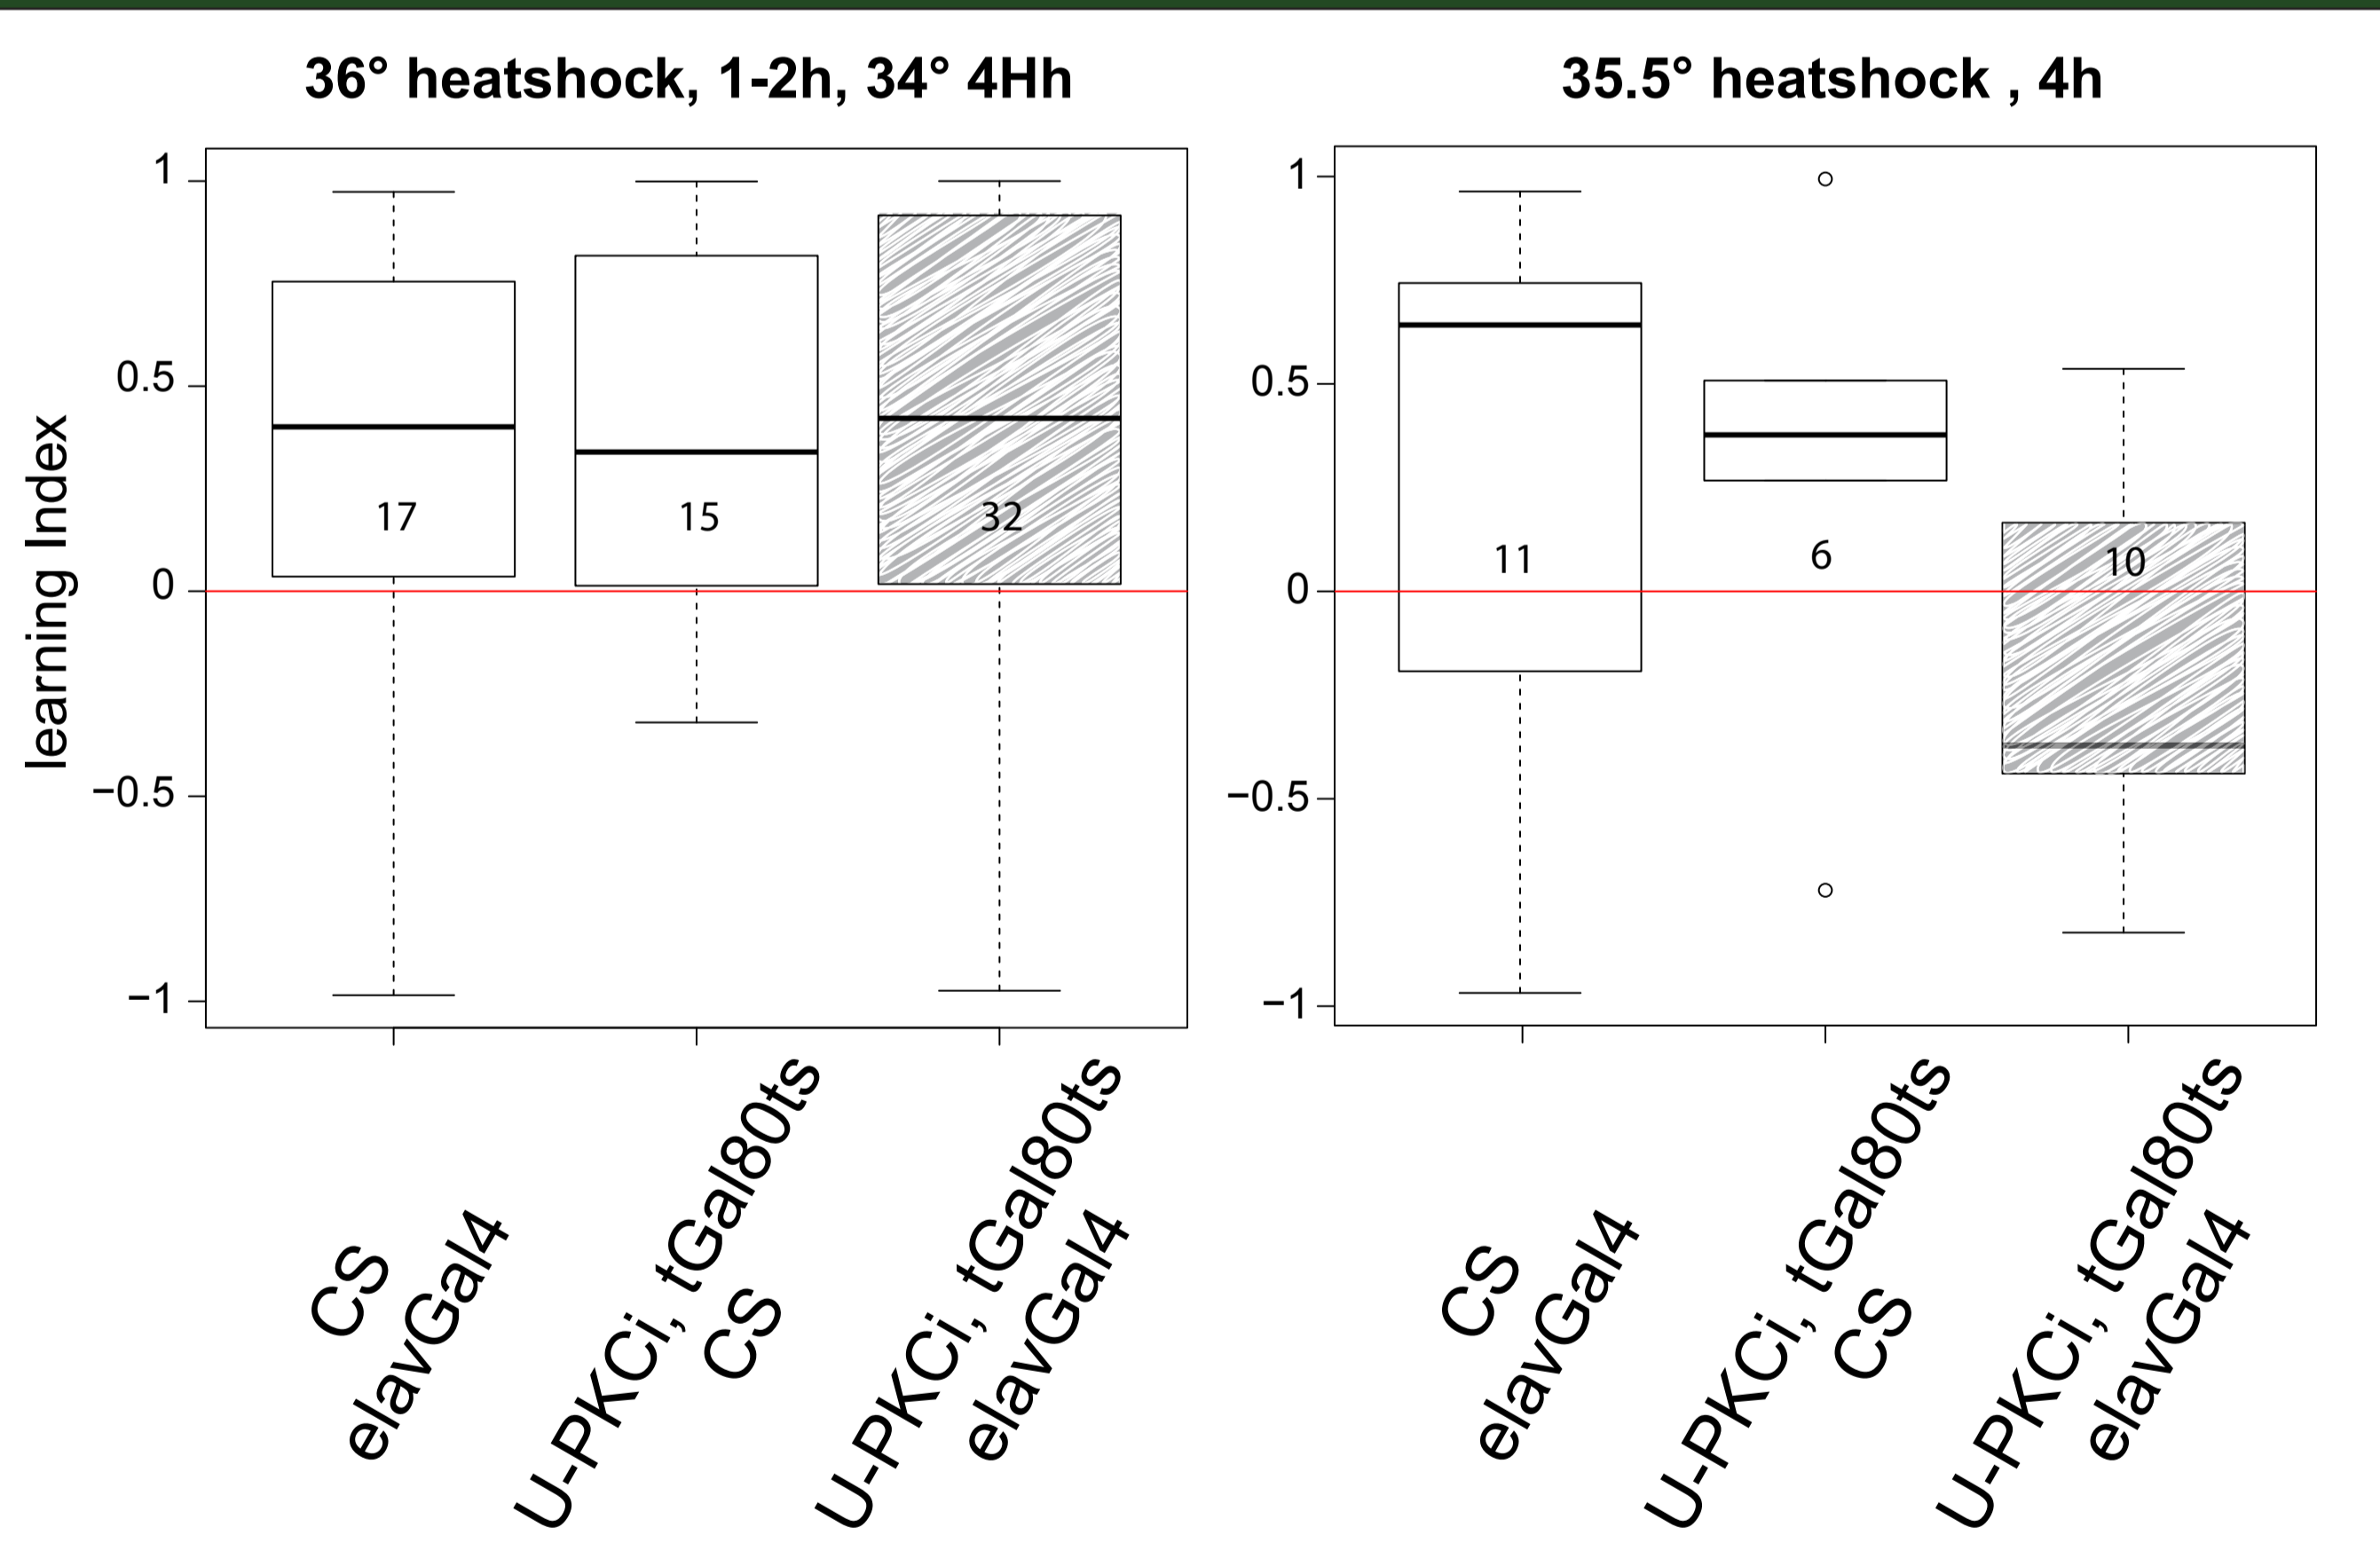 36° heatshock, 1-2h, 34° 4Hh
35.5° heatshock , 4h
learning Index
1
0.5
0
−0.5
−1
17
15
32
1
0.5
0
−0.5
−1
11
6
10
CS
elavGal4
U-PKCi, tGal80ts
CS
U-PKCi, tGal80ts
elavGal4
CS
elavGal4
U-PKCi, tGal80ts
CS
U-PKCi, tGal80ts
elavGal4